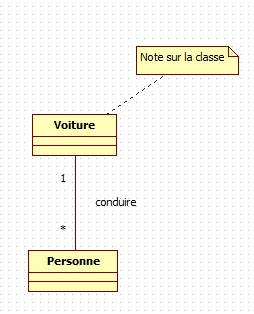 Note sur la classe
Voiture
1
conduire
*
Personne